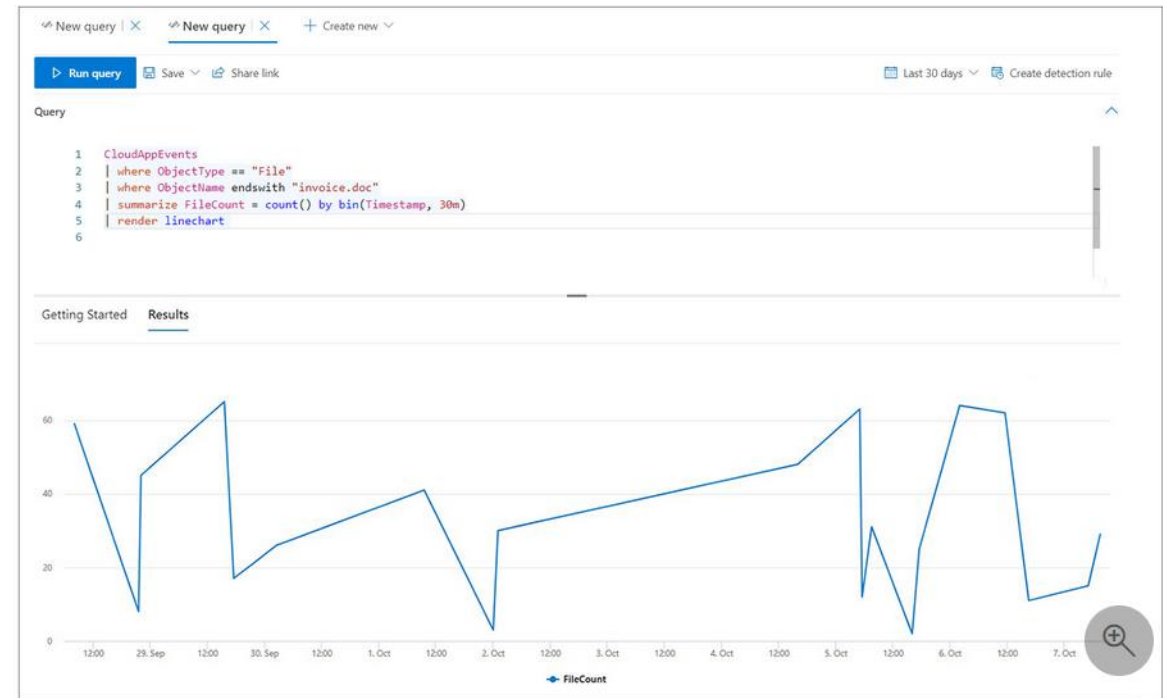 New query × New query × + Create new
Run query Save Share link Last 30 days Create detection rule
Query
1 CloudAppEvents
2 | where ObjectType == "File"
3 | where ObjectName endswith "invoice.doc"
4 | summarize FileCount = count() by bin(Timestamp, 30m)
5 | render linechart
6
Getting Started Results
60
40
20
0
12:00 29. Sep 12:00 30. Sep 12:00 1. Oct 12:00 2. Oct 12:00 3. Oct 12:00 4. Oct 12:00 5. Oct 12:00 6. Oct 12:00 7. Oct
FileCount